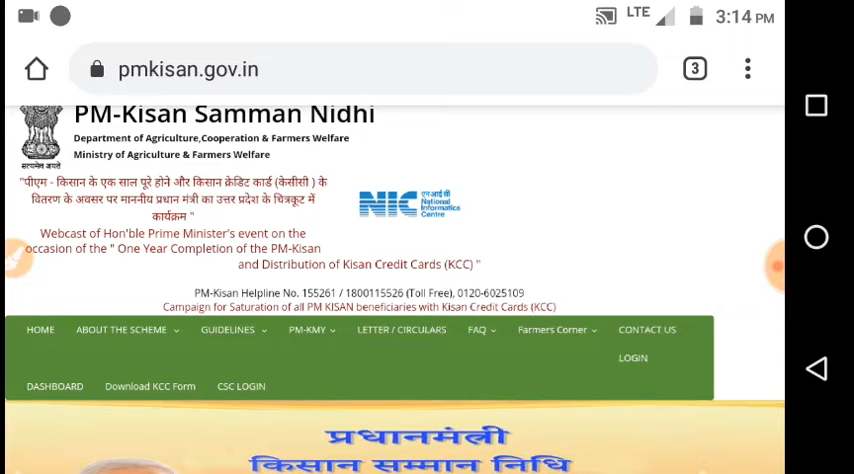 LTE 3:14 PM
pmkisan.gov.in 3
PM-Kisan Samman Nidhi
Department of Agriculture,Cooperation & Farmers Welfare
Ministry of Agriculture & Farmers Welfare
सत्यमेव जयते
"पीएम - किसान के एक साल पूरे होने और किसान क्रेडिट कार्ड (केसीसी ) के
वितरण के अवसर पर माननीय प्रधान मंत्री का उत्तर प्रदेश के चित्रकूट में
कार्यक्रम "
NIC एन आई सी
National
Informatics
Centre
Webcast of Hon'ble Prime Minister's event on the
occasion of the " One Year Completion of the PM-Kisan
and Distribution of Kisan Credit Cards (KCC) "
PM-Kisan Helpline No. 155261 / 1800115526 (Toll Free), 0120-6025109
Campaign for Saturation of all PM KISAN beneficiaries with Kisan Credit Cards (KCC)
HOME ABOUT THE SCHEME GUIDELINES PM-KMY LETTER / CIRCULARS FAQ Farmers Corner CONTACT US
LOGIN
DASHBOARD Download KCC Form CSC LOGIN
प्रधानमंत्री
किसान सम्मान निधि